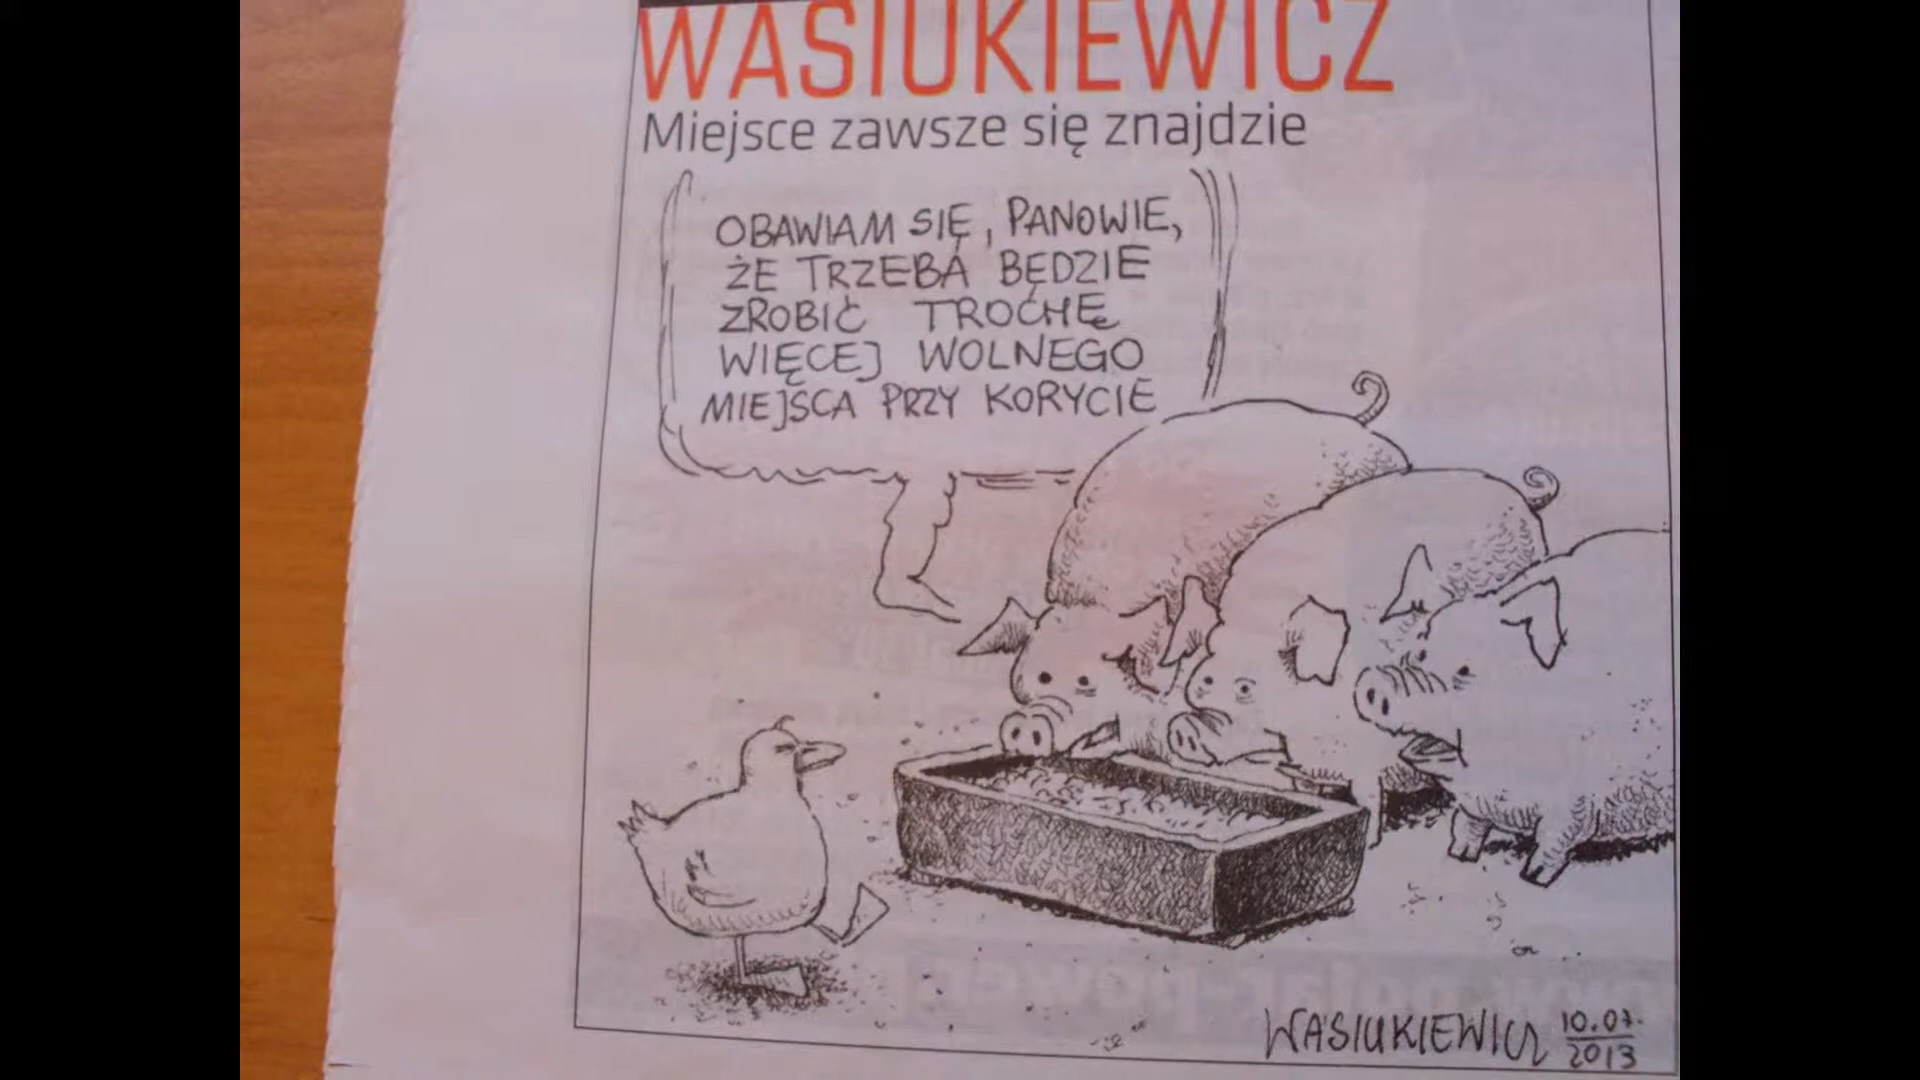 WASIUKIEWICZ
Miejsce zawsze się znajdzie
OBAWIAM SIĘ, PANOWIE,
ŻE TRZEBA BĘDZIE
ZROBIĆ TROCHĘ
WIĘCEJ WOLNEGO
MIEJSCA PRZY KORYCIE
WASIUKIEWICZ 10.07.
2013